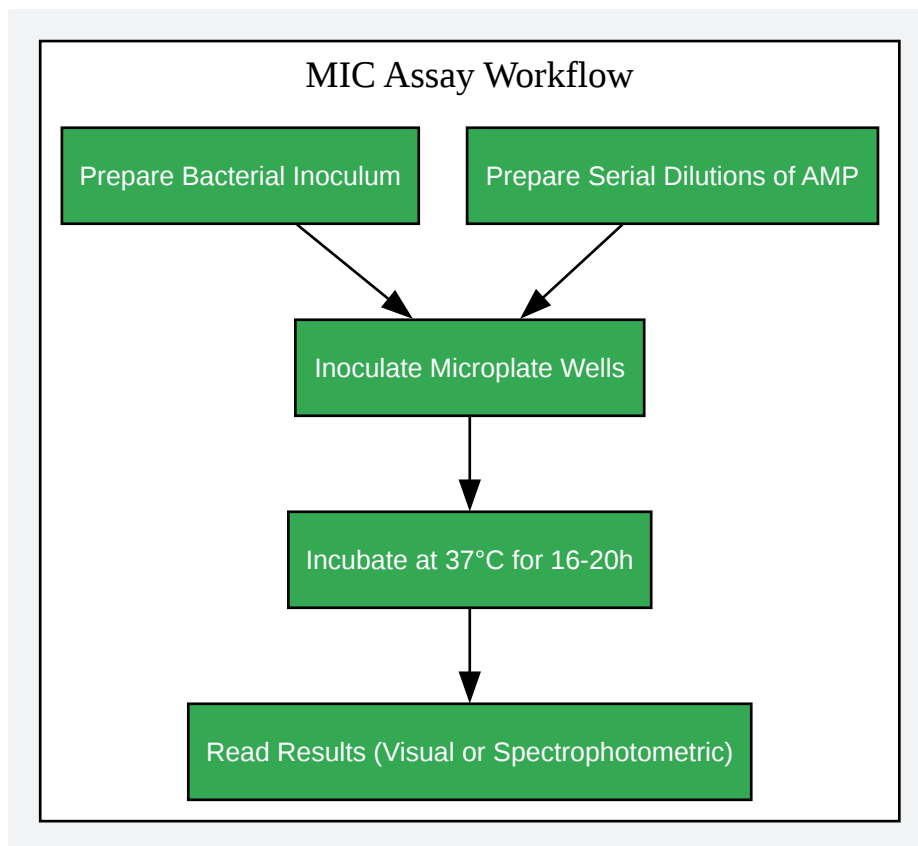 MIC Assay Workflow
Prepare Bacterial Inoculum
Prepare Serial Dilutions of AMP
Inoculate Microplate Wells
Incubate at 37°C for 16-20h
Read Results (Visual or Spectrophotometric)